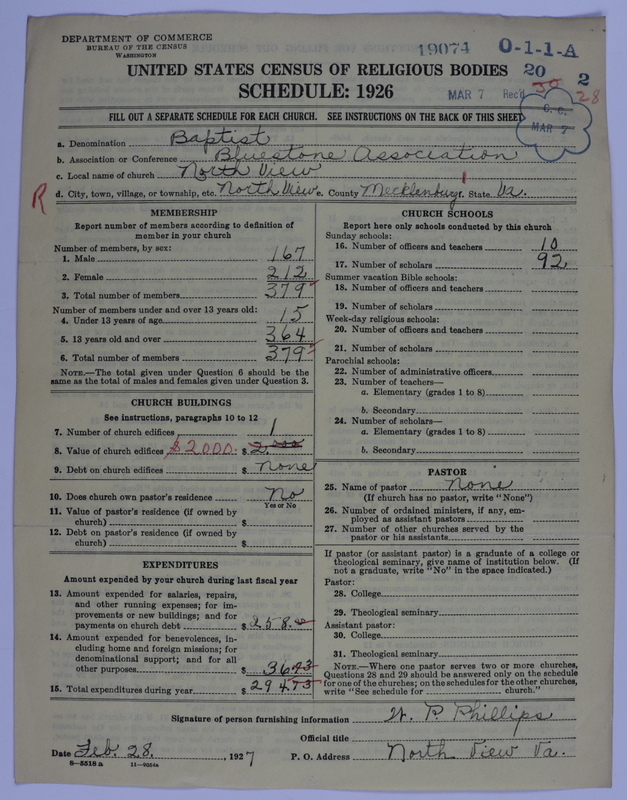 DEPARTMENT OF COMMERCE
BUREAU OF THE CENSUS
WASHINGTON
19074 O-1-1-A
UNITED STATES CENSUS OF RELIGIOUS BODIES 20 2
SCHEDULE: 1926 MAR 7 Rec'd 30 28
FILL OUT A SEPARATE SCHEDULE FOR EACH CHURCH. SEE INSTRUCTIONS ON THE BACK OF THIS SHEET
C. C.
MAR 7
a. Denomination Baptist
b. Association or Conference Bluestone Association
c. Local name of church North View
R d. City, town, village, or township, etc. North View e. County Mecklenburg f. State Va.
MEMBERSHIP
Report number of members according to definition of
member in your church
Number of members, by sex:
1. Male 167
2. Female 212
3. Total number of members 379
Number of members under and over 13 years old:
4. Under 13 years of age 15
5. 13 years old and over 364
6. Total number of members 379
NOTE.—The total given under Question 6 should be
same as the total of males and females given under Question 3.
CHURCH BUILDINGS
See instructions, paragraphs 10 to 12
7. Number of church edifices 1
8. Value of church edifices $2000. $ 2.000
9. Debt on church edifices $ none
10. Does church own pastor's residence No
Yes or No
11. Value of pastor's residence (if owned by
church) $
12. Debt on pastor's residence (if owned by
church) $
EXPENDITURES
Amount expended by your church during last fiscal year
13. Amount expended for salaries, repairs,
and other running expenses; for im-
provements or new buildings; and for
payments on church debt $ 258.00
14. Amount expended for benevolences, in-
cluding home and foreign missions; for
denominational support; and for all
other purposes $ 36.73
15. Total expenditures during year $ 294.73
CHURCH SCHOOLS
Report here only schools conducted by this church
Sunday schools:
16. Number of officers and teachers 10
17. Number of scholars 92
Summer vacation Bible schools:
18. Number of officers and teachers
19. Number of scholars
Week-day religious schools:
20. Number of officers and teachers
21. Number of scholars
Parochial schools:
22. Number of administrative officers
23. Number of teachers—
a. Elementary (grades 1 to 8)
b. Secondary
24. Number of scholars—
a. Elementary (grades 1 to 8)
b. Secondary
PASTOR
25. Name of pastor None
(If church has no pastor, write "None")
26. Number of ordained ministers, if any, em-
ployed as assistant pastors
27. Number of other churches served by the
pastor or his assistants
If pastor (or assistant pastor) is a graduate of a college or
theological seminary, give name of institution below. (If
not a graduate, write "No" in the space indicated.)
Pastor:
28. College
29. Theological seminary
Assistant pastor:
30. College
31. Theological seminary
NOTE.—Where one pastor serves two or more churches,
Questions 28 and 29 should be answered only on the schedule
for one of the churches; on the schedules for the other churches,
write "See schedule for church."
Signature of person furnishing information W. P. Phillips
Official title
Date Feb. 28, 1927 P. O. Address North View Va.
8—5518 a 11—9554a